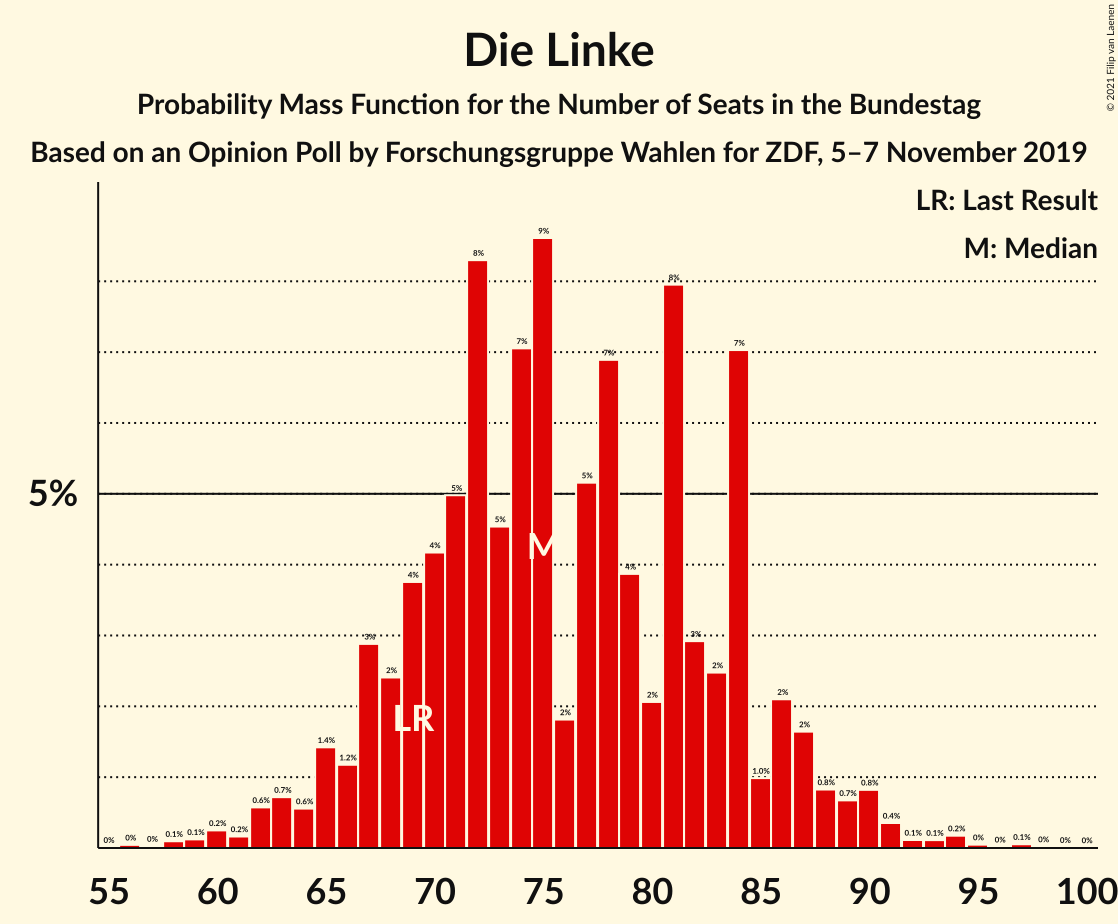 Die Linke
© 2021 Filip van Laenen
Probability Mass Function for the Number of Seats in the Bundestag
Based on an Opinion Poll by Forschungsgruppe Wahlen for ZDF, 5–7 November 2019
LR: Last Result
M: Median
5%
0% 0% 0% 0.1% 0.1% 0.2% 0.2% 0.6% 0.7% 0.6% 1.4% 1.2% 3% 2% 4% 4% 5% 8% 5% 7% 9% 2% 5% 7% 4% 2% 8% 3% 2% 7% 1.0% 2% 2% 0.8% 0.7% 0.8% 0.4% 0.1% 0.1% 0.2% 0% 0% 0.1% 0% 0% 0%
M
LR
55 60 65 70 75 80 85 90 95 100